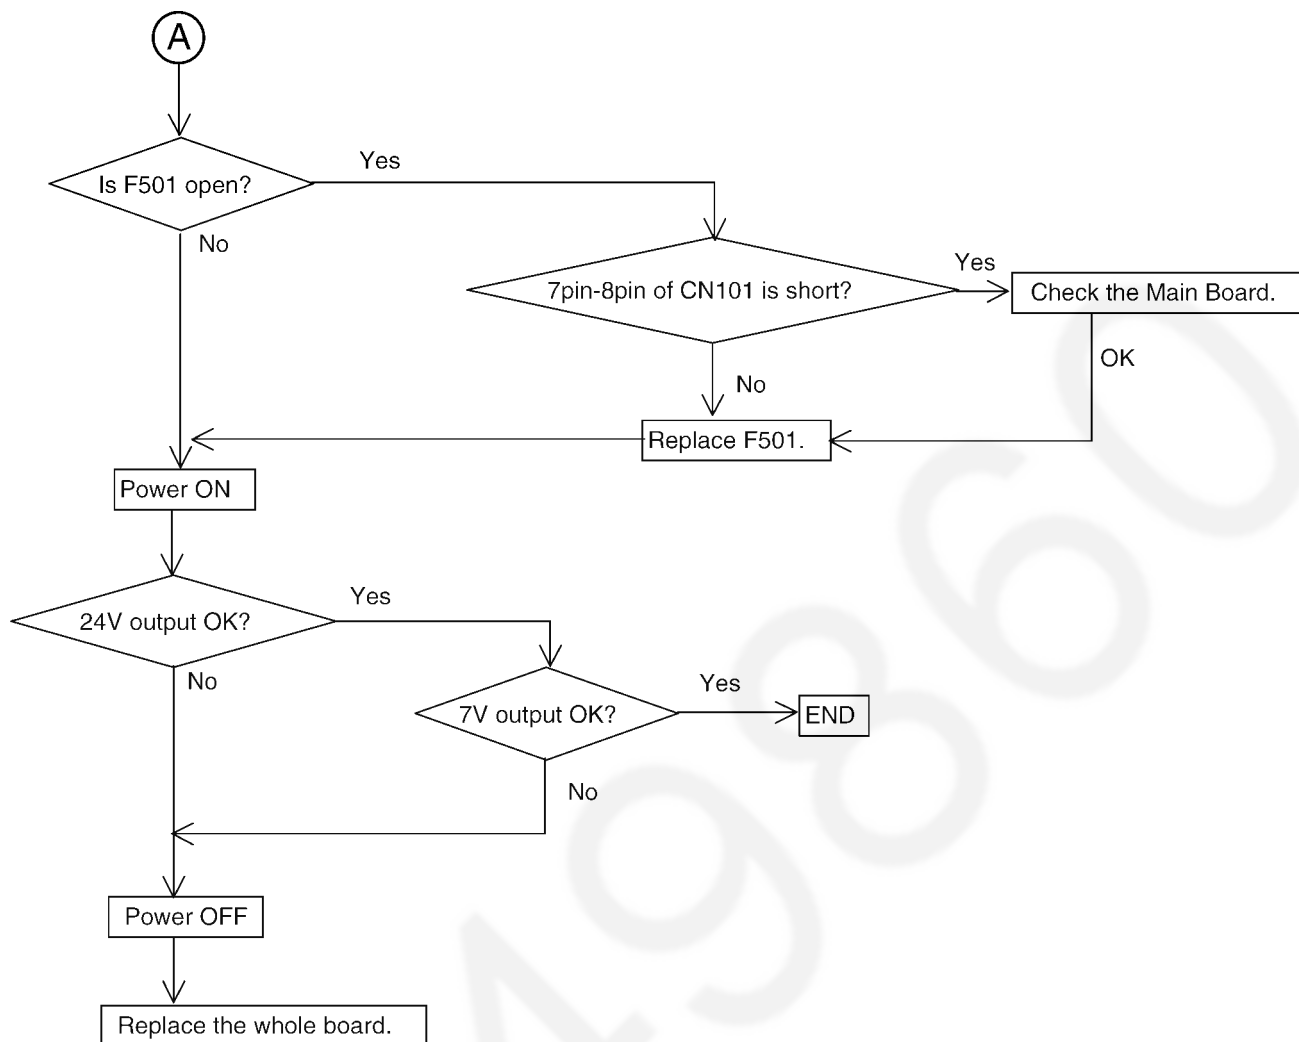 A
Is F501 open?
Yes
No
7pin-8pin of CN101 is short?
Yes
Check the Main Board.
OK
No
Replace F501.
Power ON
24V output OK?
Yes
No
7V output OK?
Yes
END
No
Power OFF
Replace the whole board.
49860